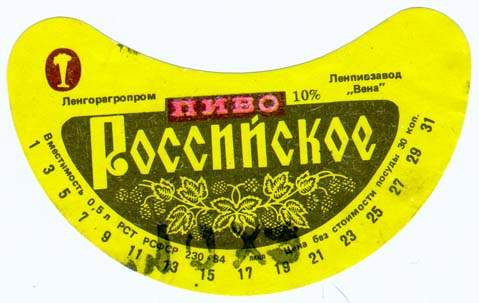 Ленгорагропром
Ленпивзавод
„Вена”
ПИВО 10%
Российское
Вместимость 0,5 л РСТ РСФСР 230-84
Цена без стоимости посуды 30 коп.
1 3 5 7 9 11 13 15 17 19 21 23 25 27 29 31